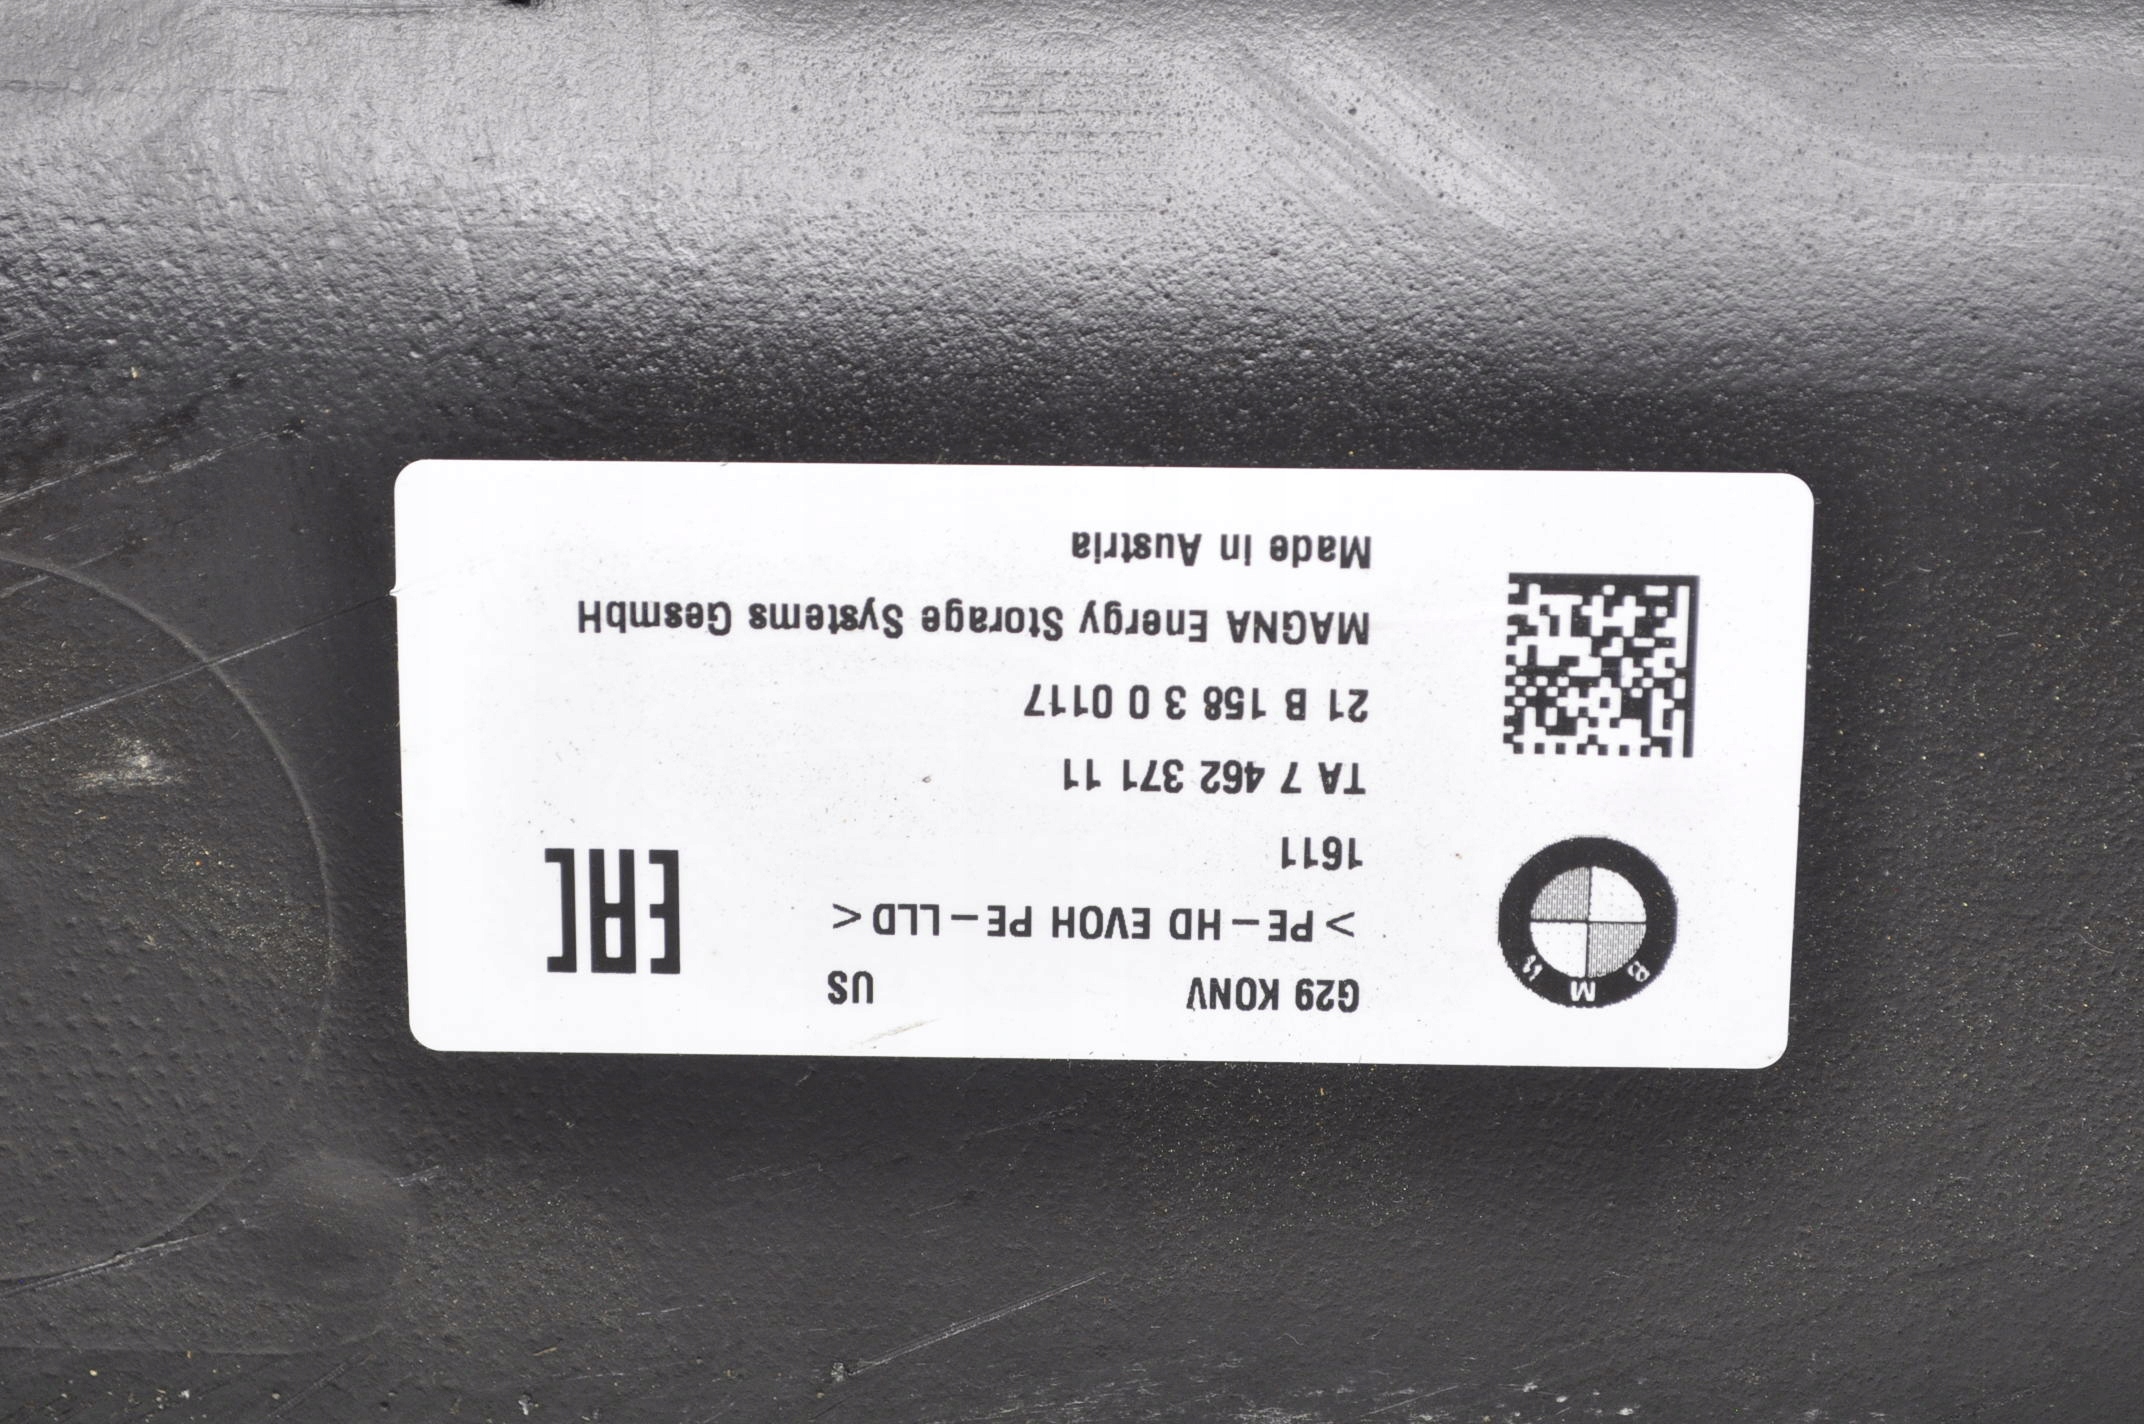 G29 KONV US
>PE-HD EVOH PE-LLD<
EAC
1611
TA 7 462 371 11
21 B 158 3 0 0117
MAGNA Energy Storage Systems GesmbH
Made in Austria
BMW